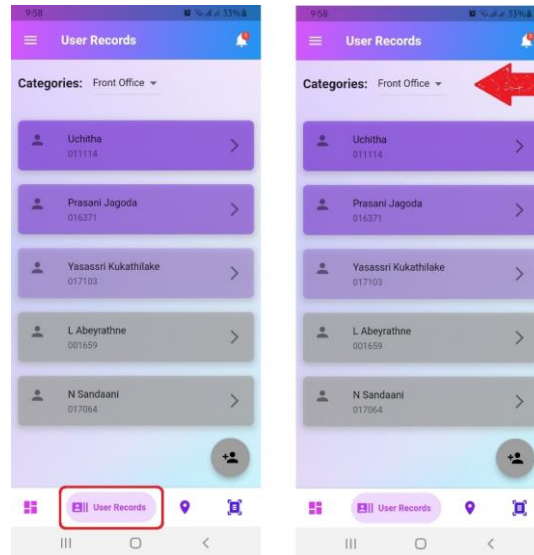 9:58 33%
User Records
Categories: Front Office
Uchitha
011114
Prasani Jagoda
016371
Yasassri Kukathilake
017103
L Abeyrathne
001659
N Sandaani
017064
User Records
9:58 33%
User Records
Categories: Front Office
Uchitha
011114
Prasani Jagoda
016371
Yasassri Kukathilake
017103
L Abeyrathne
001659
N Sandaani
017064
User Records